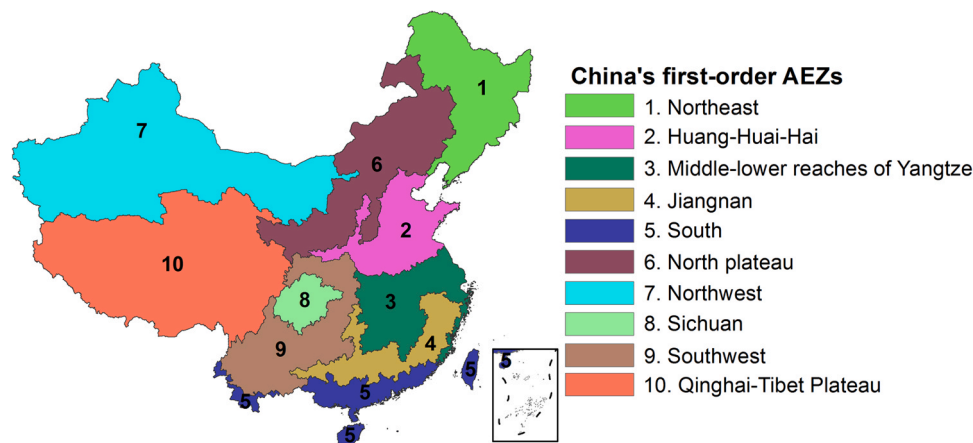 China's first-order AEZs
1. Northeast
2. Huang-Huai-Hai
3. Middle-lower reaches of Yangtze
4. Jiangnan
5. South
6. North plateau
7. Northwest
8. Sichuan
9. Southwest
10. Qinghai-Tibet Plateau
1
7
6
2
10
8
3
9
4
5
5
5
5
5